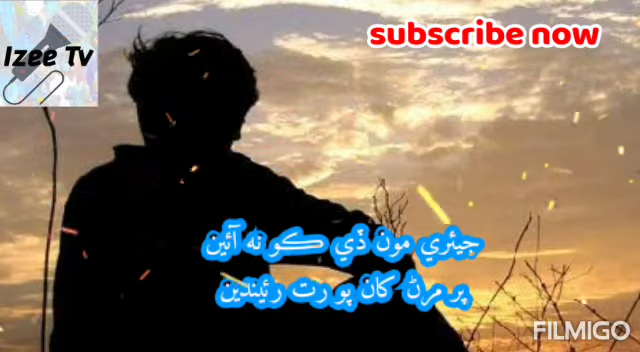 Izee Tv
subscribe now
جيئري مون ڏي ڪو نه آئين
پر مرڻ کان پو رت رئيندين
FILMIGO